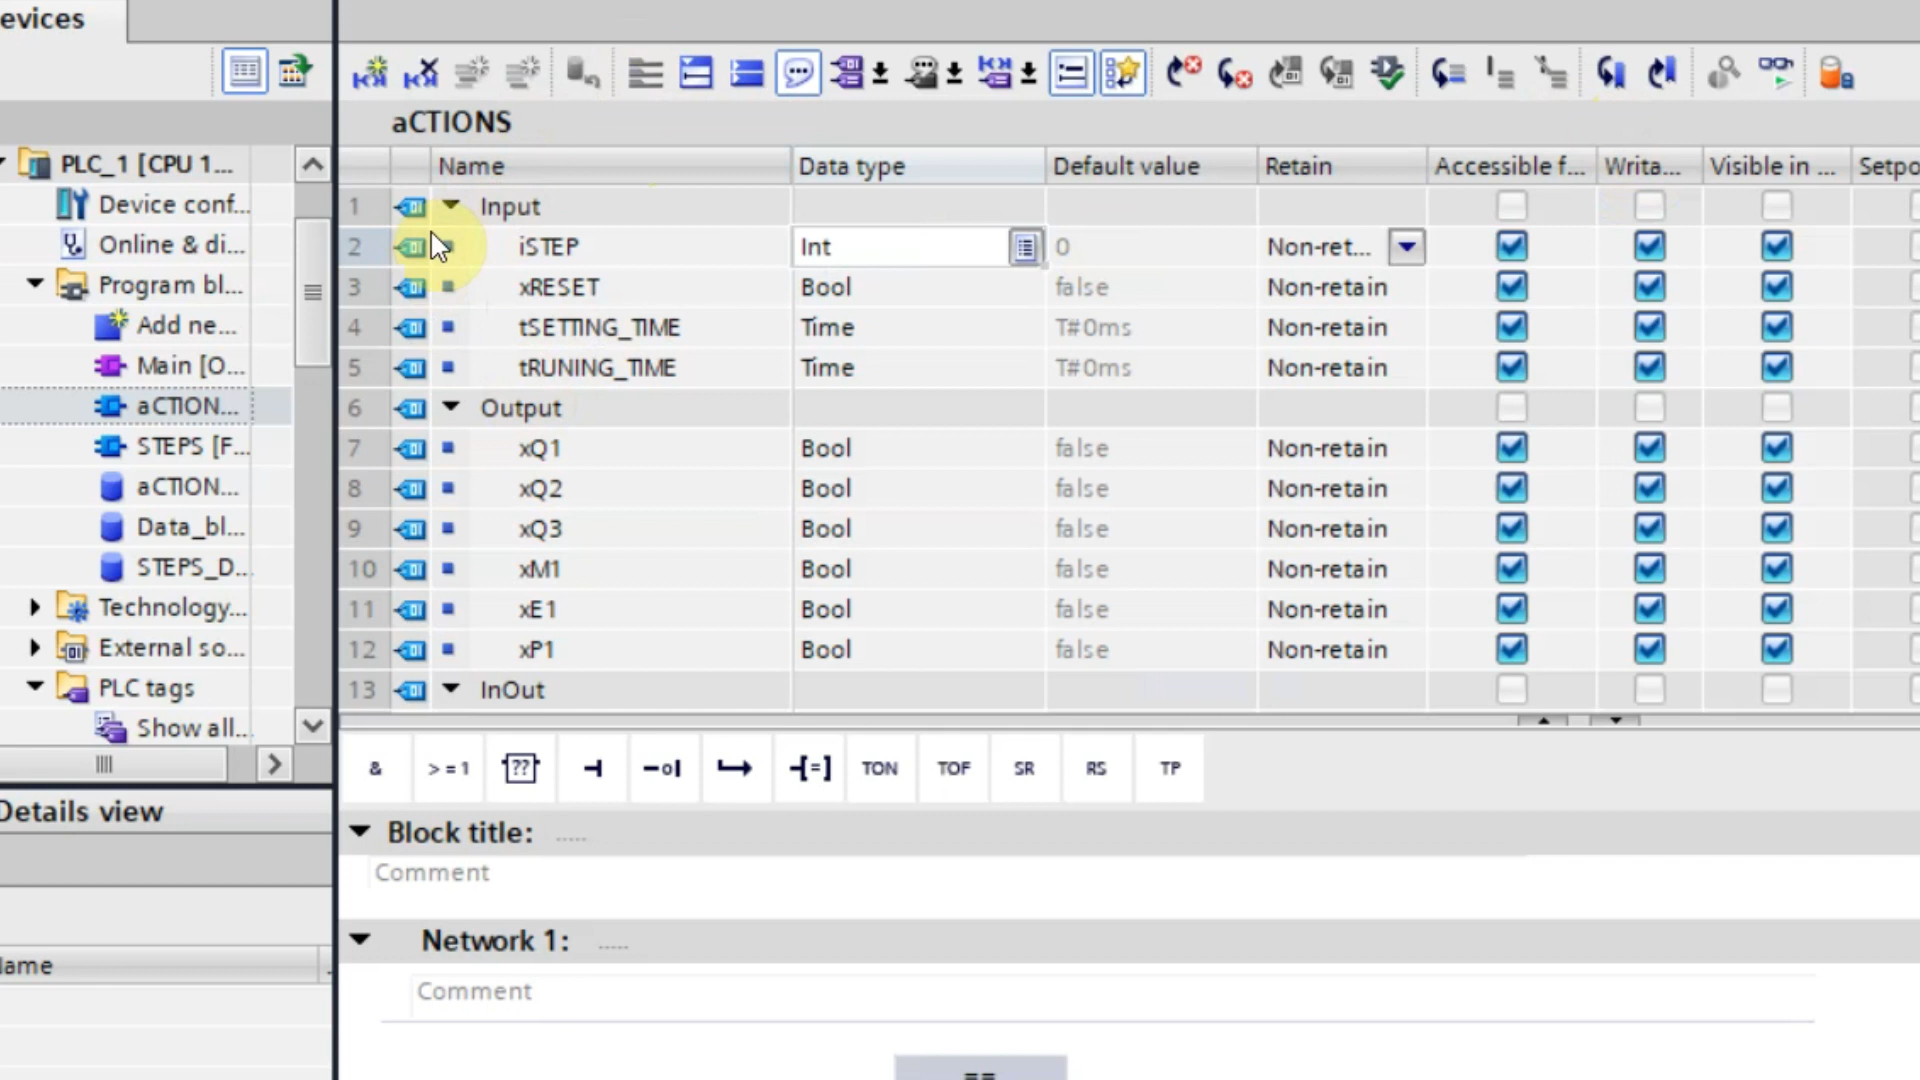 evices
aCTIONS
Name Data type Default value Retain Accessible f... Writa... Visible in ... Setpo
PLC_1 [CPU 1...
Device conf...
Online & di...
Program bl...
Add ne...
Main [O...
aCTION...
STEPS [F...
aCTION...
Data_bl...
STEPS_D...
Technology...
External so...
PLC tags
Show all...
1 Input
2 iSTEP Int 0 Non-ret...
3 xRESET Bool false Non-retain
4 tSETTING_TIME Time T#0ms Non-retain
5 tRUNING_TIME Time T#0ms Non-retain
6 Output
7 xQ1 Bool false Non-retain
8 xQ2 Bool false Non-retain
9 xQ3 Bool false Non-retain
10 xM1 Bool false Non-retain
11 xE1 Bool false Non-retain
12 xP1 Bool false Non-retain
13 InOut
& >=1 ?? TON TOF SR RS TP
Details view
Block title: .....
Comment
Network 1: .....
Comment
ame
==